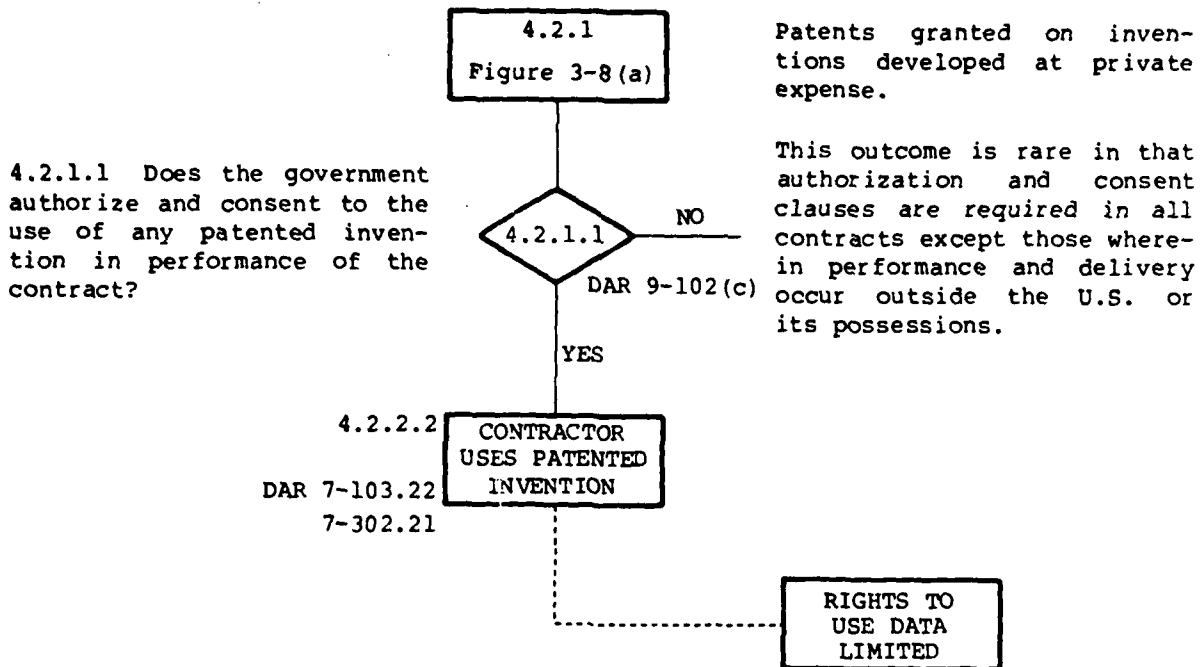 4.2.1
Figure 3-8(a)
Patents granted on inven-
tions developed at private
expense.
4.2.1.1 Does the government
authorize and consent to the
use of any patented inven-
tion in performance of the
contract?
4.2.1.1
NO
DAR 9-102(c)
This outcome is rare in that
authorization and consent
clauses are required in all
contracts except those where-
in performance and delivery
occur outside the U.S. or
its possessions.
YES
4.2.2.2
DAR 7-103.22
7-302.21
CONTRACTOR
USES PATENTED
INVENTION
RIGHTS TO
USE DATA
LIMITED